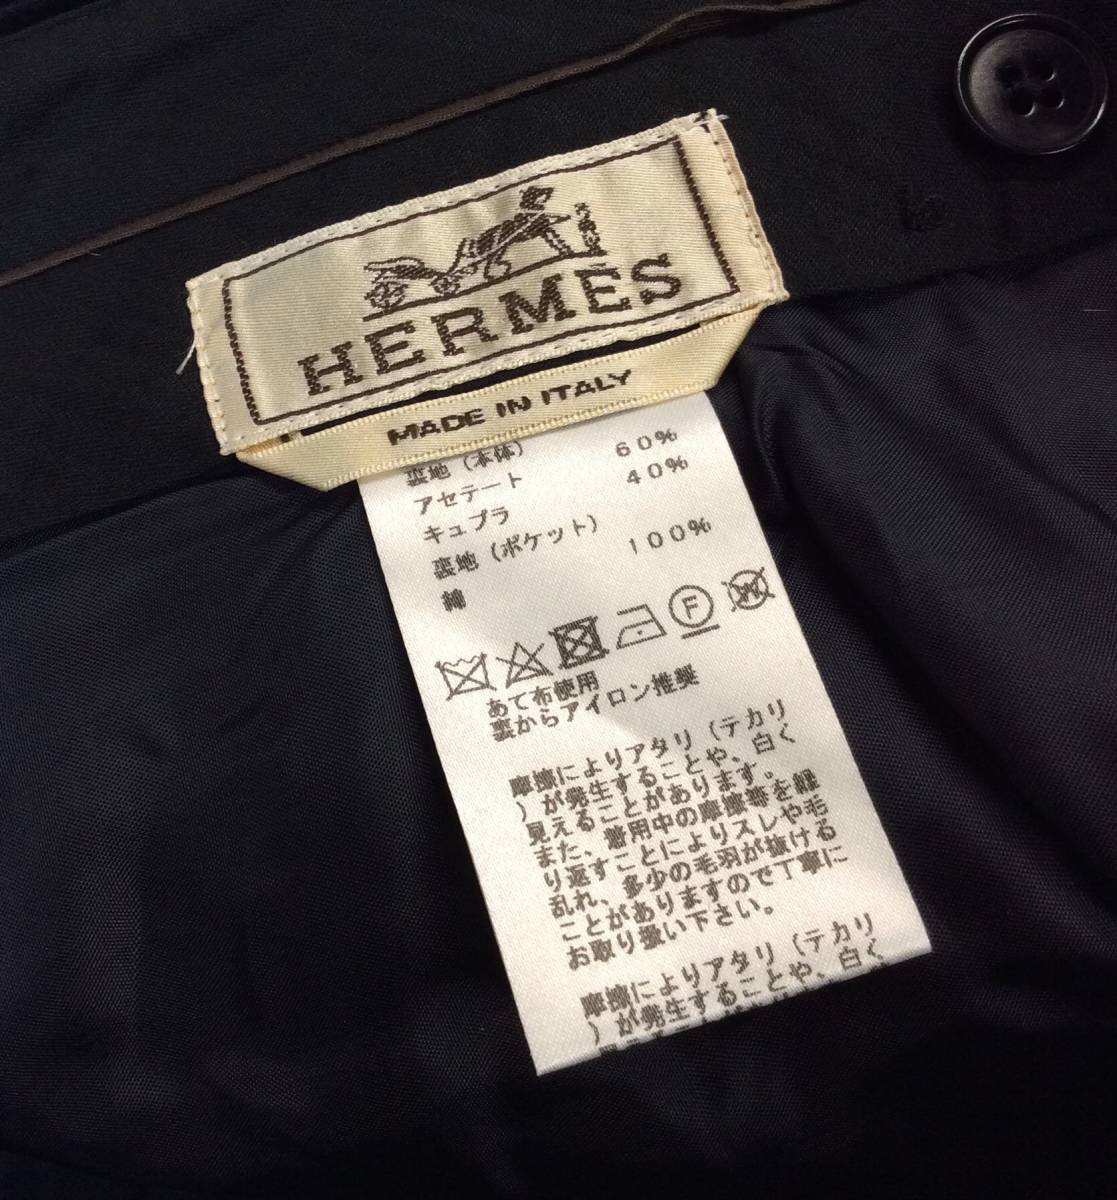 HERMÈS
MADE IN ITALY
裏地（本体）
アセテート 60%
キュプラ 40%
裏地（ポケット）
綿 100%
F
W
あて布使用
裏からアイロン推奨
摩擦によりアタリ（テカリ
）が発生することや、白く
見えることがあります。
また、着用中の摩擦等を繰
り返すことによりスレや毛
乱れ、多少の毛羽が抜ける
ことがありますので丁寧に
お取り扱い下さい。
摩擦によりアタリ（テカリ
）が発生することや、白く